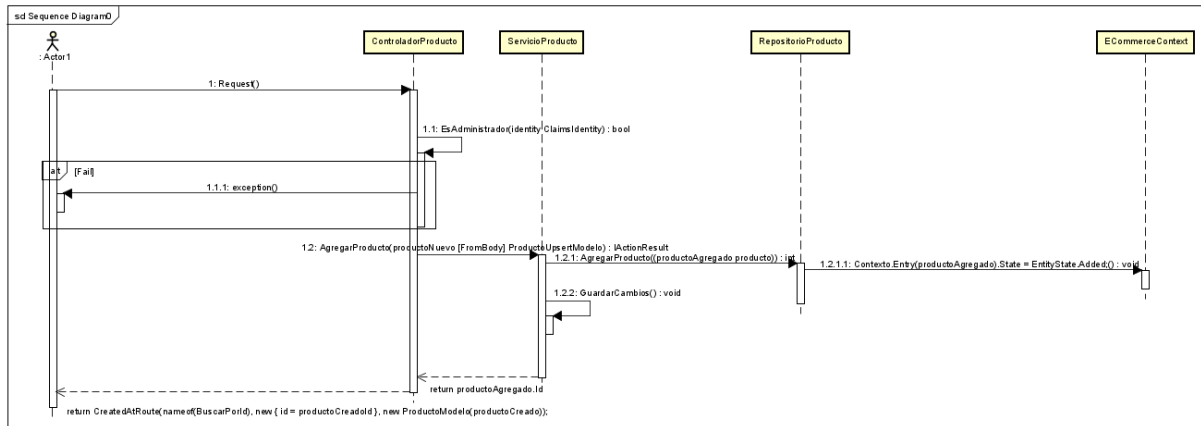 sd Sequence Diagram0
: Actor1
ControladorProducto
ServicioProducto
RepositorioProducto
ECommerceContext
1: Request()
1.1: EsAdministrador(identity ClaimsIdentity) : bool
alt
[Fail]
1.1.1: exception()
1.2: AgregarProducto(productoNuevo [FromBody] ProductoUpsertModelo) : IActionResult
1.2.1: AgregarProducto((productoAgregado producto)) : int
1.2.1.1: Contexto.Entry(productoAgregado).State = EntityState.Added;() : void
1.2.2: GuardarCambios() : void
return productoAgregado.Id
return CreatedAtRoute(nameof(BuscarPorId), new { id = productoCreadoId }, new ProductoModelo(productoCreado));